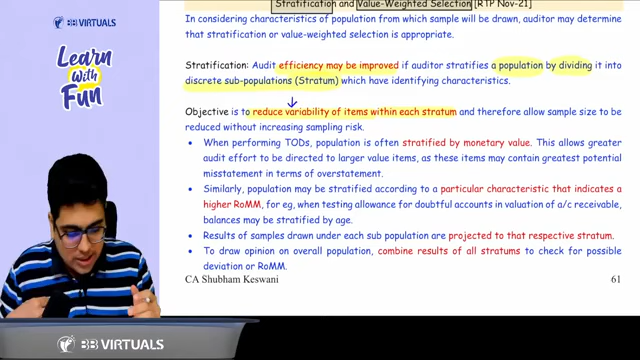 BB VIRTUALS
Learn
With
Fun
Stratification and Value-Weighted Selection [RTP Nov-21]
In considering characteristics of population from which sample will be drawn, auditor may determine
that stratification or value-weighted selection is appropriate.
Stratification: Audit efficiency may be improved if auditor stratifies a population by dividing it into
discrete sub-populations (Stratum) which have identifying characteristics.
Objective is to reduce variability of items within each stratum and therefore allow sample size to be
reduced without increasing sampling risk.
• When performing TODs, population is often stratified by monetary value. This allows greater
audit effort to be directed to larger value items, as these items may contain greatest potential
misstatement in terms of overstatement.
• Similarly, population may be stratified according to a particular characteristic that indicates a
higher RoMM, for eg, when testing allowance for doubtful accounts in valuation of a/c receivable,
balances may be stratified by age.
• Results of samples drawn under each sub population are projected to that respective stratum.
• To draw opinion on overall population, combine results of all stratums to check for possible
deviation or RoMM.
CA Shubham Keswani 61
BB VIRTUALS